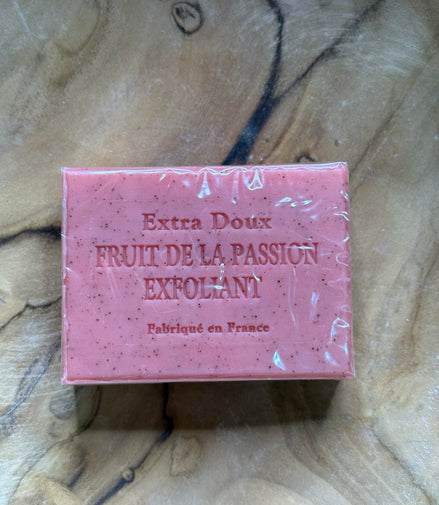 Extra Doux
FRUIT DE LA PASSION
EXFOLIANT
Fabriqué en France